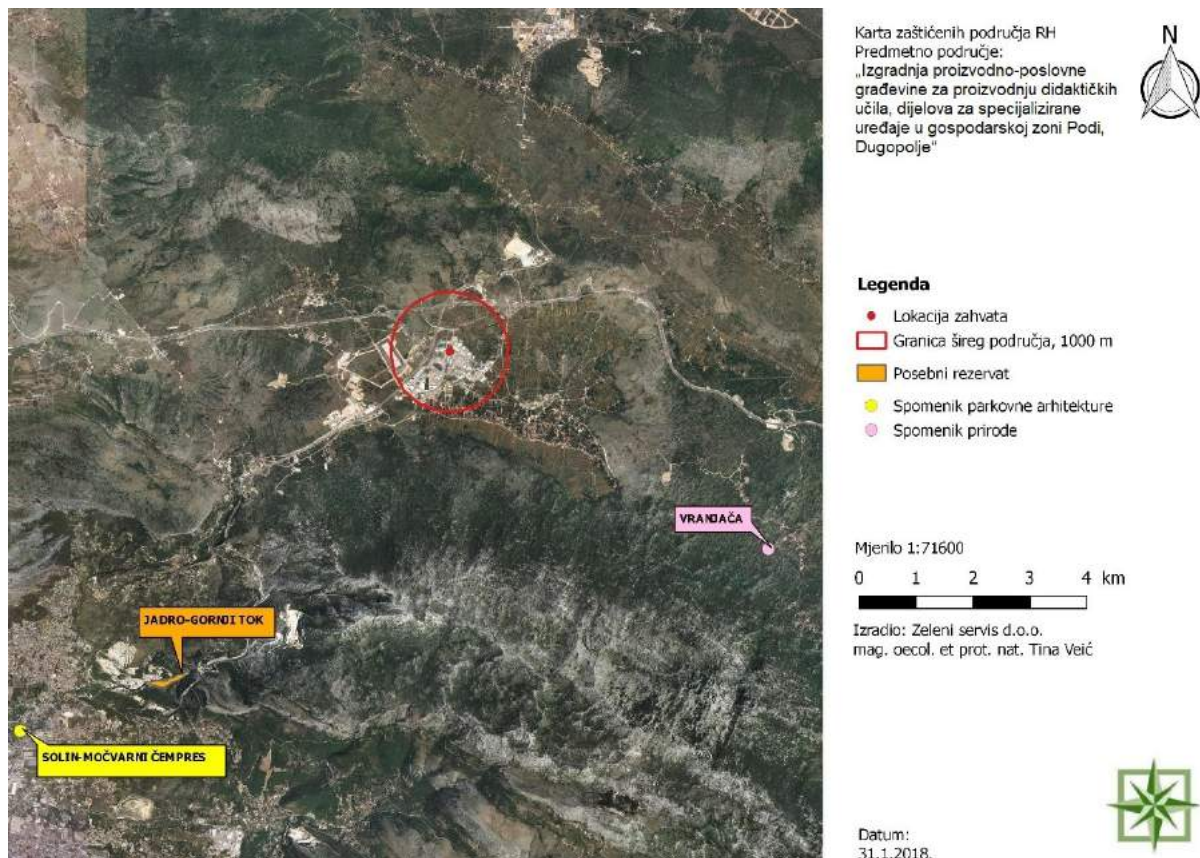 Karta zaštićenih područja RH
Predmetno područje:
„Izgradnja proizvodno-poslovne
građevine za proizvodnju didaktičkih
učila, dijelova za specijalizirane
uređaje u gospodarskoj zoni Podi,
Dugopolje“
N
Legenda
Lokacija zahvata
Granica šireg područja, 1000 m
Posebni rezervat
Spomenik parkovne arhitekture
Spomenik prirode
VRANJAČA
Mjerilo 1:71600
0 1 2 3 4 km
Izradio: Zeleni servis d.o.o.
mag. oecol. et prot. nat. Tina Veić
JADRO-GORNJI TOK
SOLIN-MOČVARNI ČEMPRES
Datum:
31.1.2018.